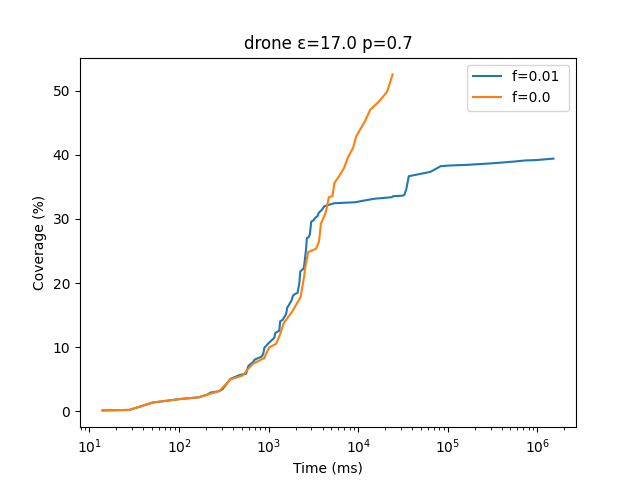 drone ε=17.0 p=0.7
f=0.01
f=0.0
Coverage (%)
50
40
30
20
10
0
10¹ 10² 10³ 10⁴ 10⁵ 10⁶
Time (ms)